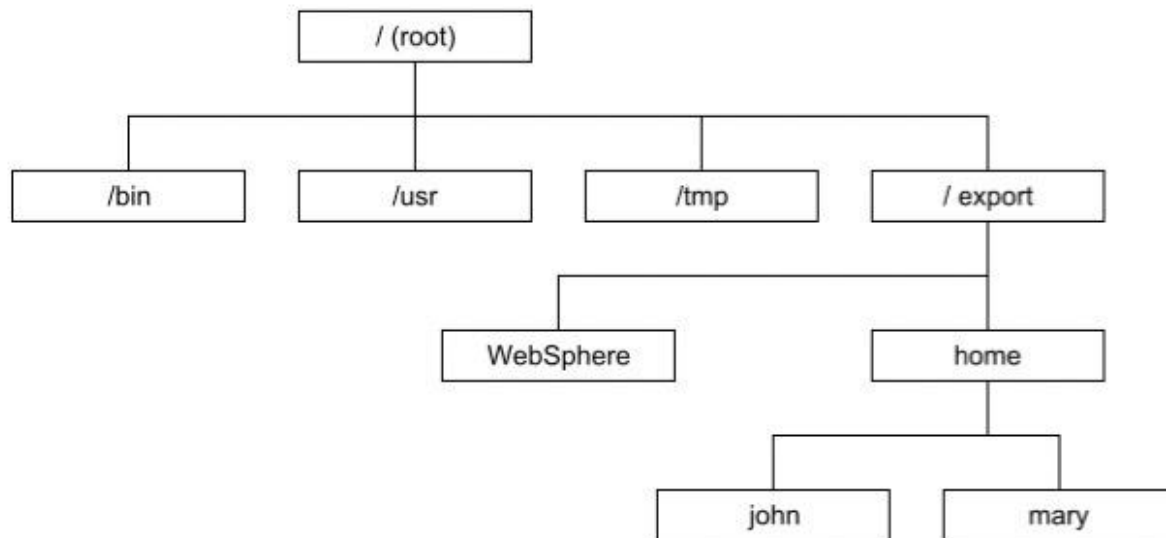 / (root)
/bin
/usr
/tmp
/ export
WebSphere
home
john
mary